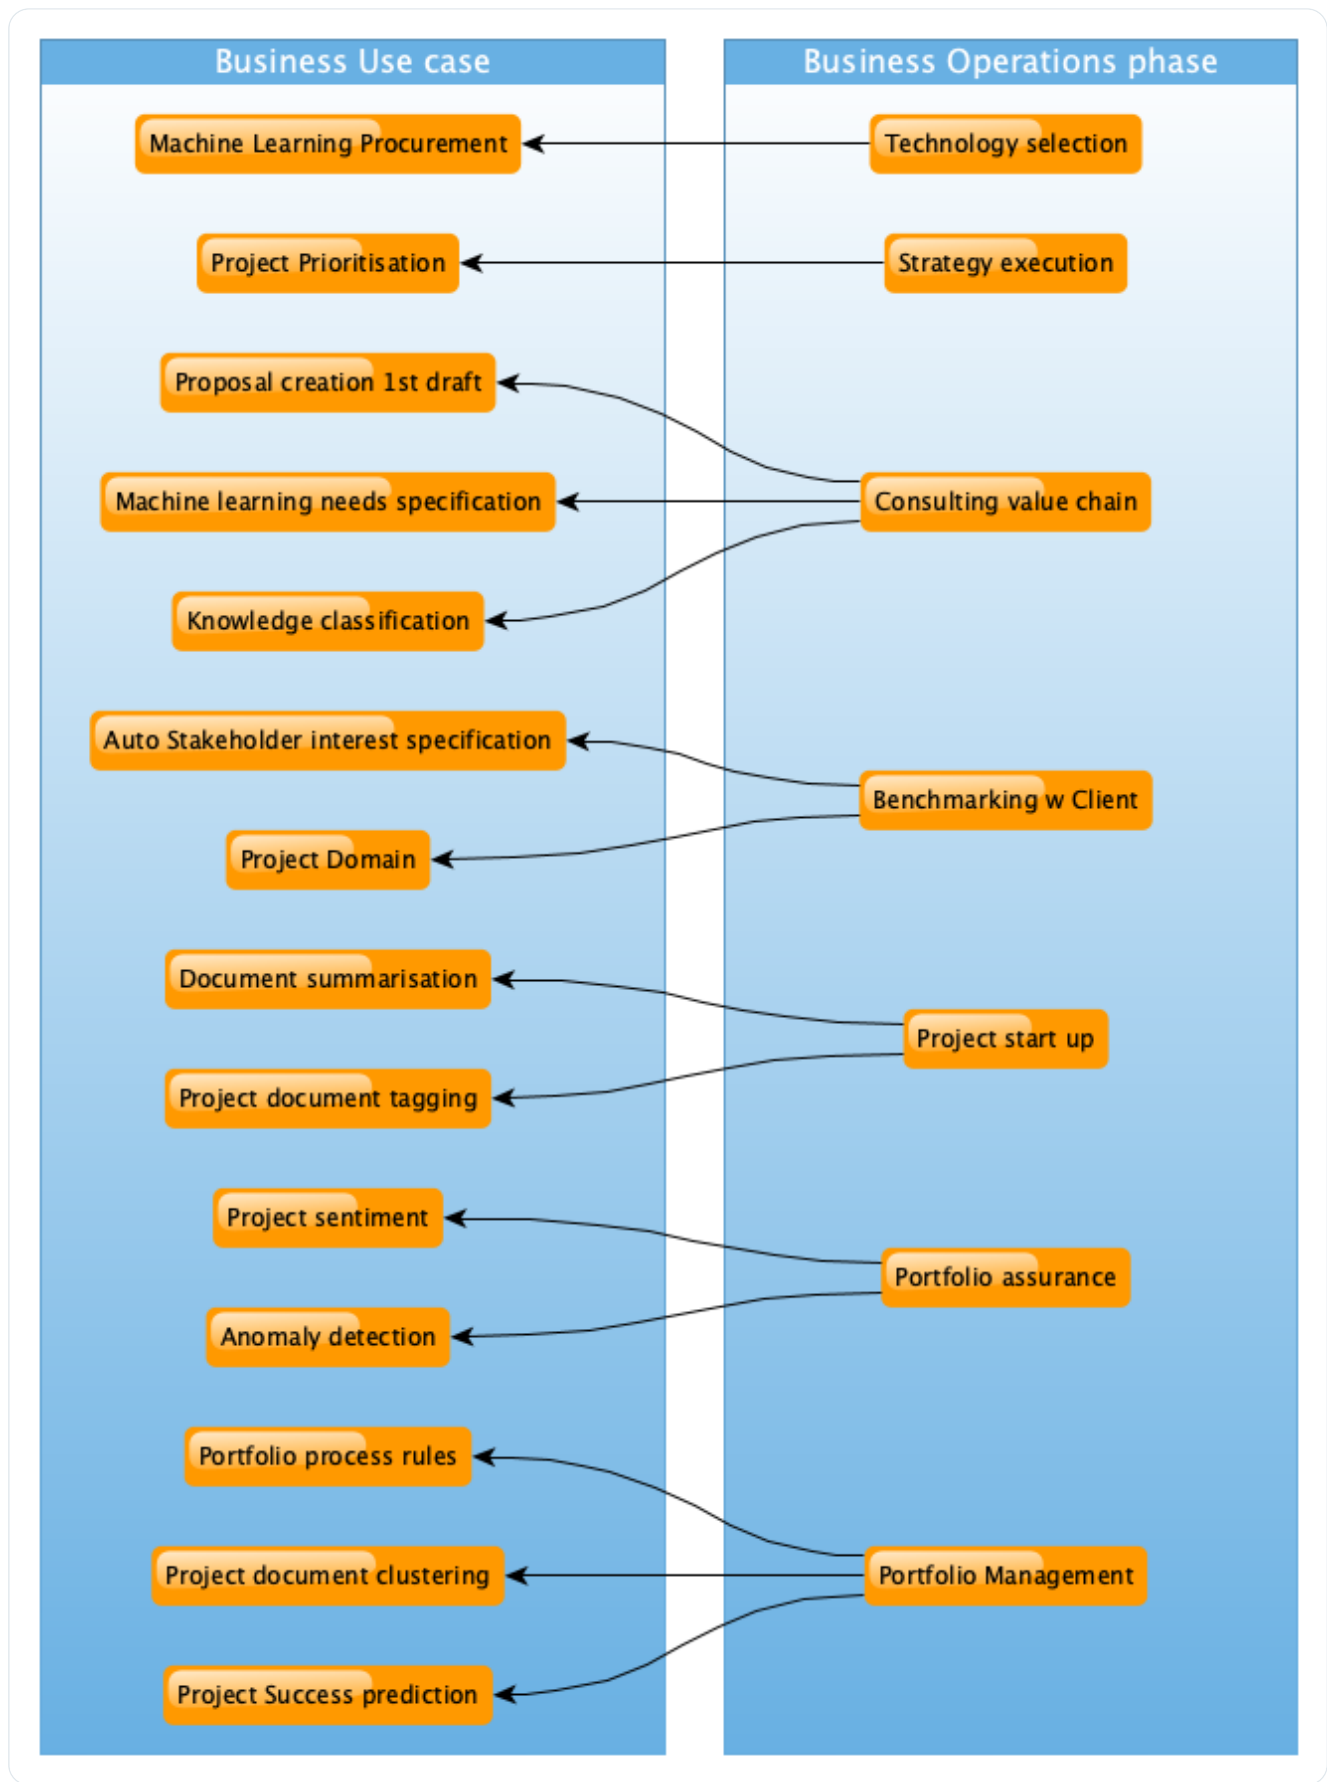 Business Use case
Machine Learning Procurement
Project Prioritisation
Proposal creation 1st draft
Machine learning needs specification
Knowledge classification
Auto Stakeholder interest specification
Project Domain
Document summarisation
Project document tagging
Project sentiment
Anomaly detection
Portfolio process rules
Project document clustering
Project Success prediction
Business Operations phase
Technology selection
Strategy execution
Consulting value chain
Benchmarking w Client
Project start up
Portfolio assurance
Portfolio Management